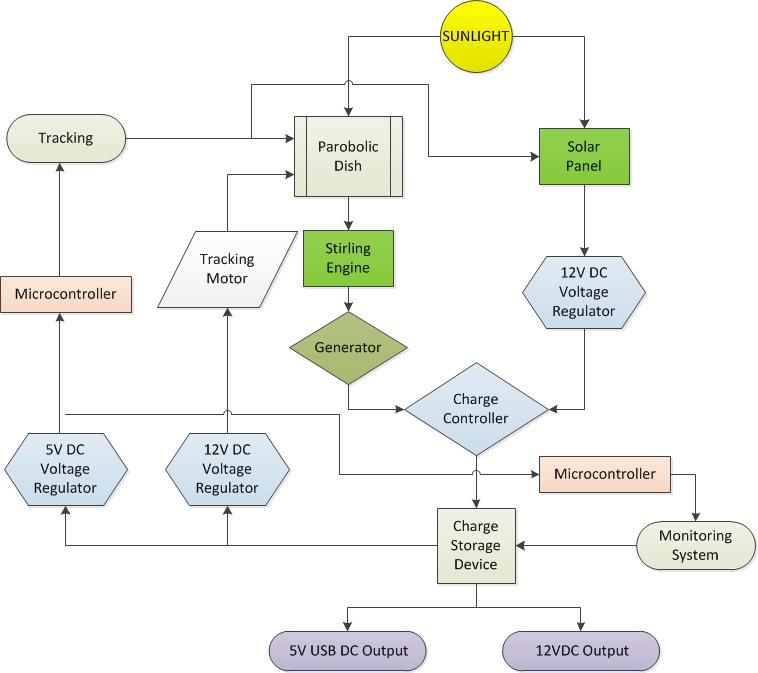 SUNLIGHT
Tracking
Parobolic
Dish
Solar
Panel
Tracking
Motor
Stirling
Engine
Microcontroller
12V DC
Voltage
Regulator
Generator
Charge
Controller
5V DC
Voltage
Regulator
12V DC
Voltage
Regulator
Microcontroller
Charge
Storage
Device
Monitoring
System
5V USB DC Output
12VDC Output